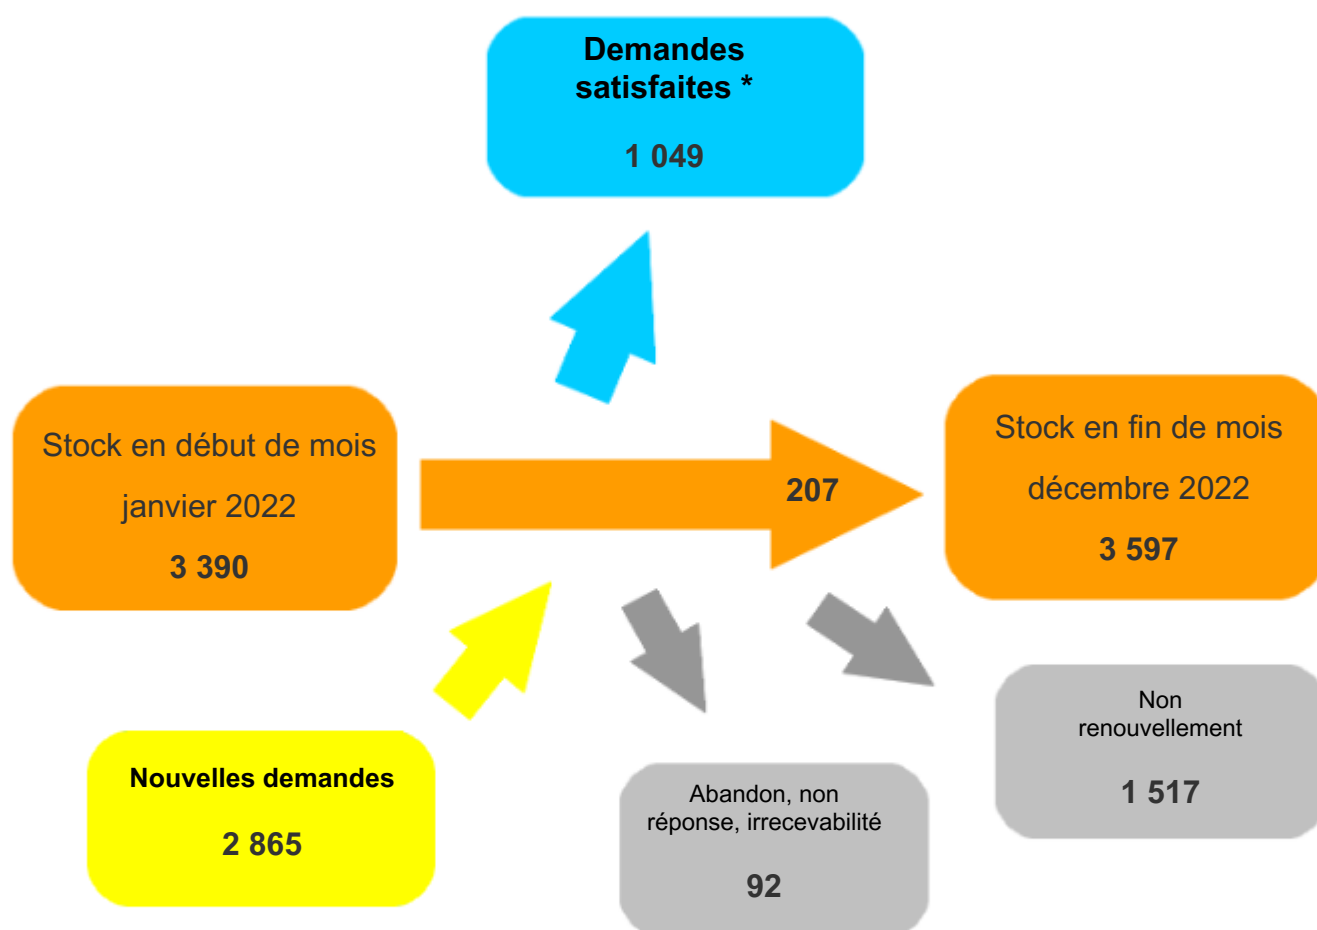 Demandes
satisfaites *
1 049
Stock en début de mois
janvier 2022
3 390
207
Stock en fin de mois
décembre 2022
3 597
Nouvelles demandes
2 865
Abandon, non
réponse, irrecevabilité
92
Non
renouvellement
1 517